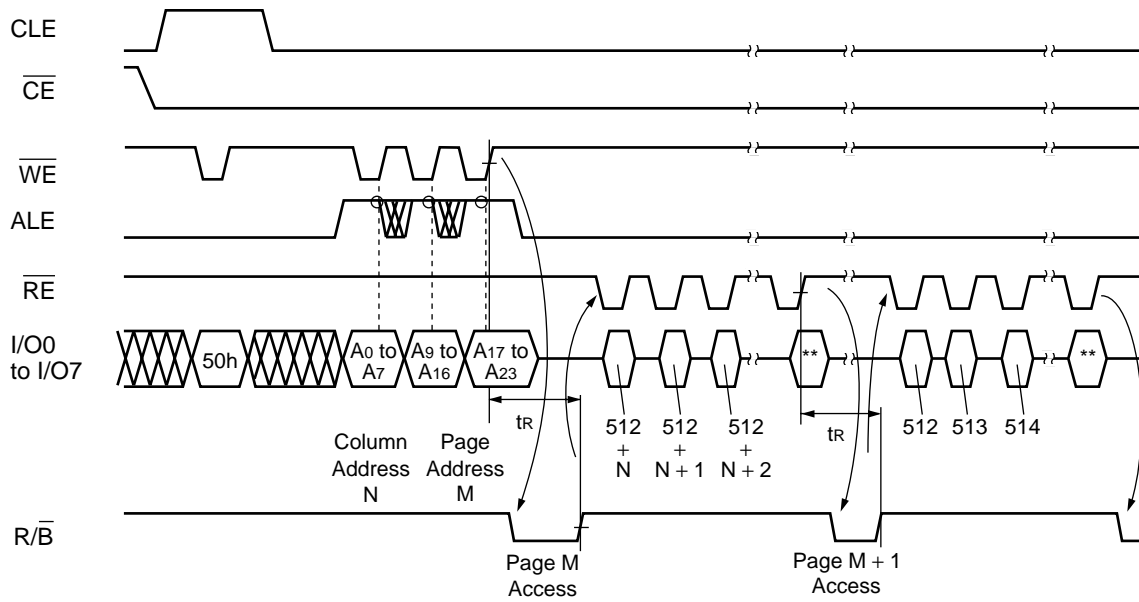 CLE
CE
WE
ALE
RE
I/O0
to I/O7
50h
A0 to
A7
A9 to
A16
A17 to
A23
**
**
tR
tR
512
+
N
512
+
N + 1
512
+
N + 2
512
513
514
Column
Address
N
Page
Address
M
R/B
Page M
Access
Page M + 1
Access